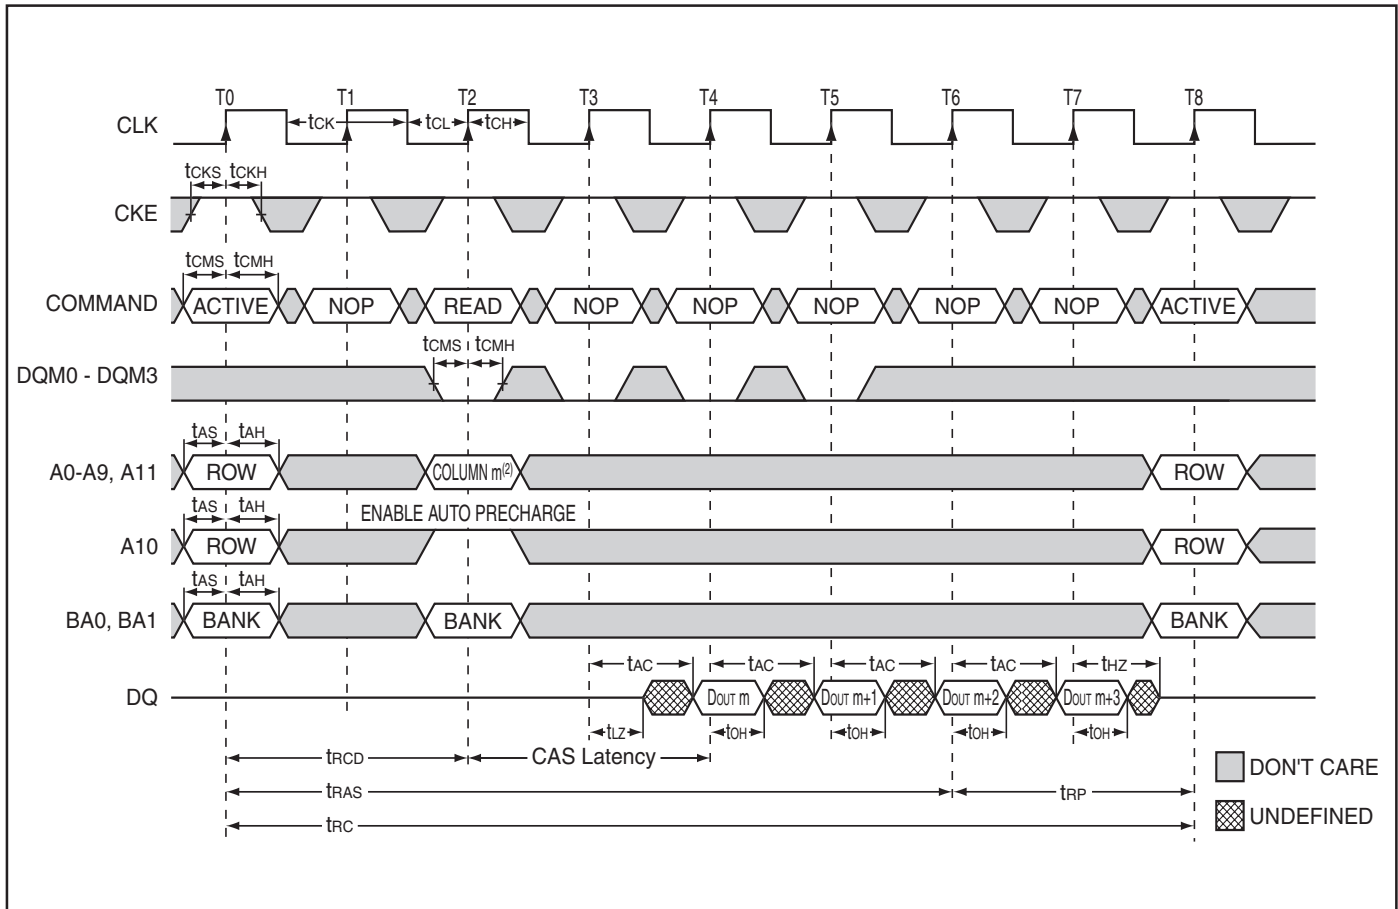 T0 T1 T2 T3 T4 T5 T6 T7 T8
CLK tCK tCL tCH
tCKS tCKH
CKE
tCMS tCMH
COMMAND ACTIVE NOP READ NOP NOP NOP NOP NOP ACTIVE
tCMS tCMH
DQM0 - DQM3
tAS tAH
A0-A9, A11 ROW COLUMN m(2) ROW
tAS tAH ENABLE AUTO PRECHARGE
A10 ROW ROW
tAS tAH
BA0, BA1 BANK BANK BANK
tAC tAC tAC tAC tHZ
DQ DOUT m DOUT m+1 DOUT m+2 DOUT m+3
tLZ tOH tOH tOH tOH
tRCD CAS Latency
DON'T CARE
tRAS tRP
UNDEFINED
tRC